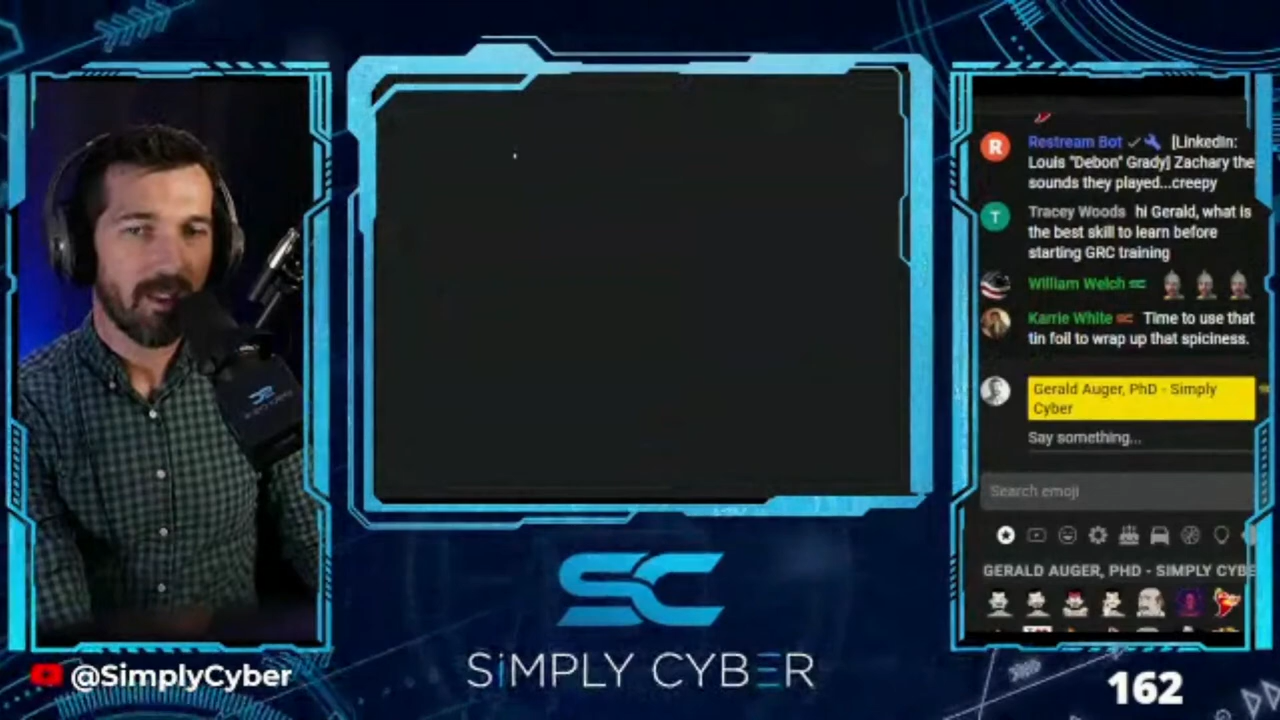 R
Restream Bot [LinkedIn:
Louis "Debon" Grady] Zachary the
sounds they played...creepy
T
Tracey Woods hi Gerald, what is
the best skill to learn before
starting GRC training
William Welch
Karrie White Time to use that
tin foil to wrap up that spiciness.
Gerald Auger, PhD - Simply
Cyber
Say something...
Search emoji
GERALD AUGER, PHD - SIMPLY CYBE
SC
SiMPLY CYBER
@SimplyCyber
162